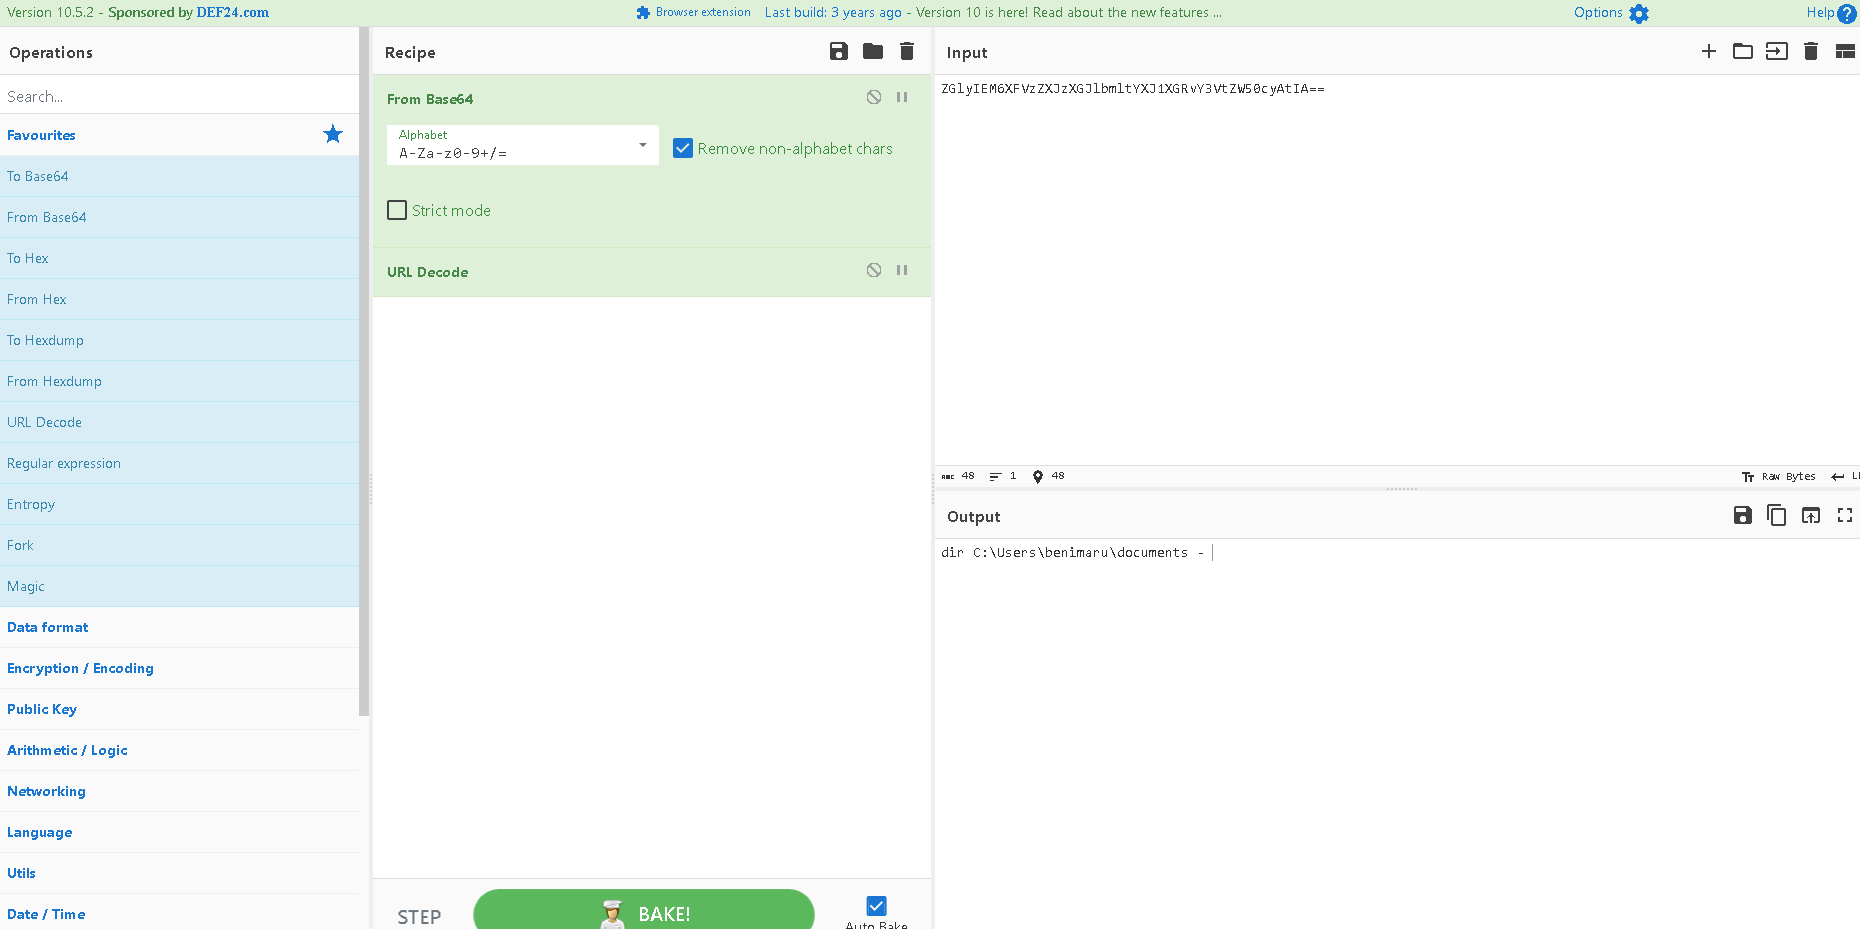 Version 10.5.2 - Sponsored by DEF24.com
Browser extension
Last build: 3 years ago - Version 10 is here! Read about the new features ...
Options
Help
Operations
Search...
Favourites
To Base64
From Base64
To Hex
From Hex
To Hexdump
From Hexdump
URL Decode
Regular expression
Entropy
Fork
Magic
Data format
Encryption / Encoding
Public Key
Arithmetic / Logic
Networking
Language
Utils
Date / Time
Recipe
From Base64
Alphabet
A-Za-z0-9+/=
Remove non-alphabet chars
Strict mode
URL Decode
STEP
BAKE!
Auto Bake
Input
ZGlyIEM6XFVzZXJzXGJlbmltYXJ1XGRvY3VtZW50cyAtIA==
48
1
48
Raw Bytes
Output
dir C:\Users\benimaru\documents -